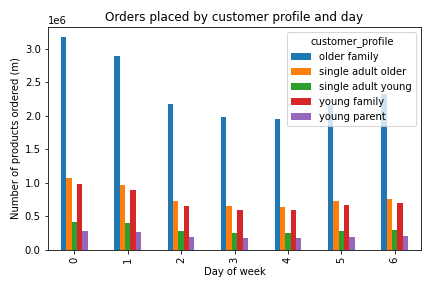 Orders placed by customer profile and day
1e6
Number of products ordered (m)
3.0
2.5
2.0
1.5
1.0
0.5
0.0
customer_profile
older family
single adult older
single adult young
young family
young parent
0 1 2 3 4 5 6
Day of week